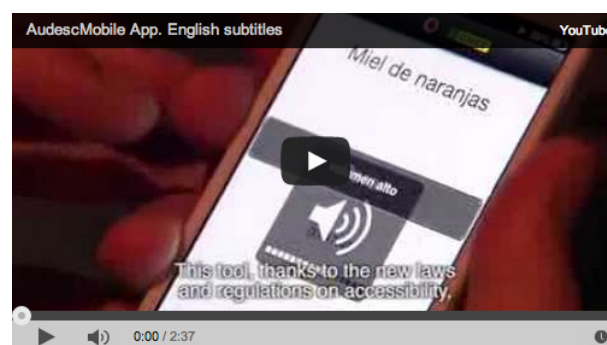 AudescMobile App. English subtitles
YouTube
Miel de naranjas
volumen alto
This tool, thanks to the new laws
and regulations on accessibility,
0:00 / 2:37